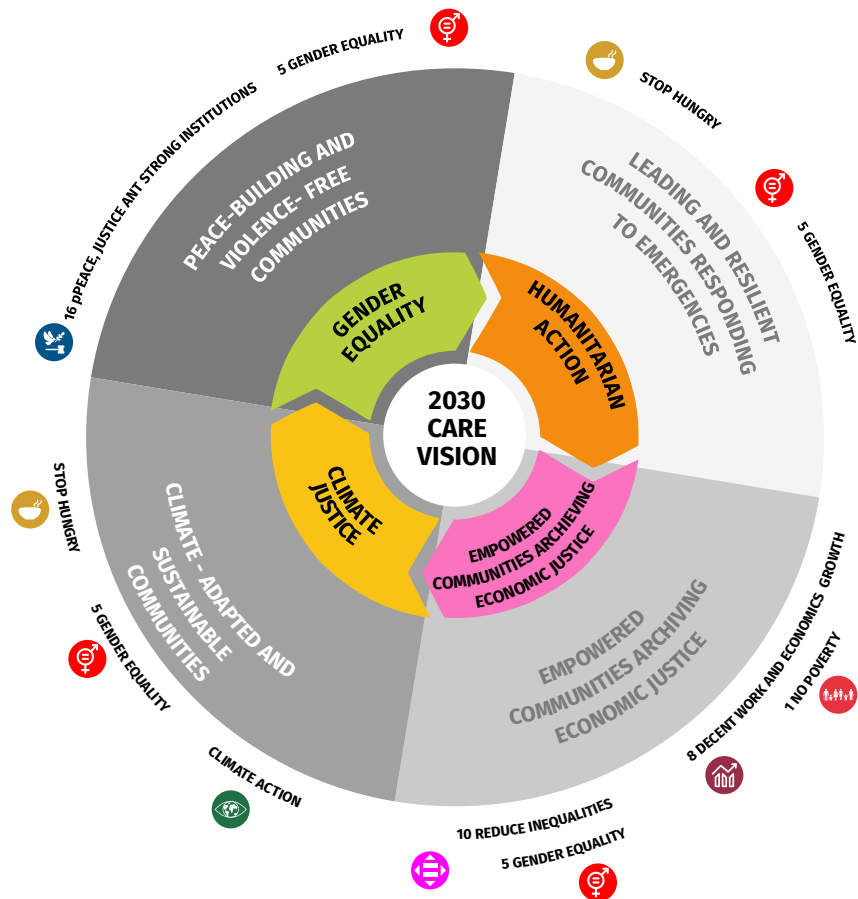 5 GENDER EQUALITY
16 pPEACE, JUSTICE ANT STRONG INSTITUTIONS
PEACE-BUILDING AND
VIOLENCE- FREE
COMMUNITIES
STOP HUNGRY
5 GENDER EQUALITY
LEADING AND RESILIENT
COMMUNITIES RESPONDING
TO EMERGENCIES
GENDER
EQUALITY
HUMANITARIAN
ACTION
2030
CARE
VISION
CLIMATE
JUSTICE
EMPOWERED
COMMUNITIES ARCHIEVING
ECONOMIC JUSTICE
STOP HUNGRY
5 GENDER EQUALITY
CLIMATE ACTION
CLIMATE - ADAPTED AND
SUSTAINABLE
COMMUNITIES
EMPOWERED
COMMUNITIES ARCHIVING
ECONOMIC JUSTICE
8 DECENT WORK AND ECONOMICS GROWTH
1 NO POVERTY
10 REDUCE INEQUALITIES
5 GENDER EQUALITY